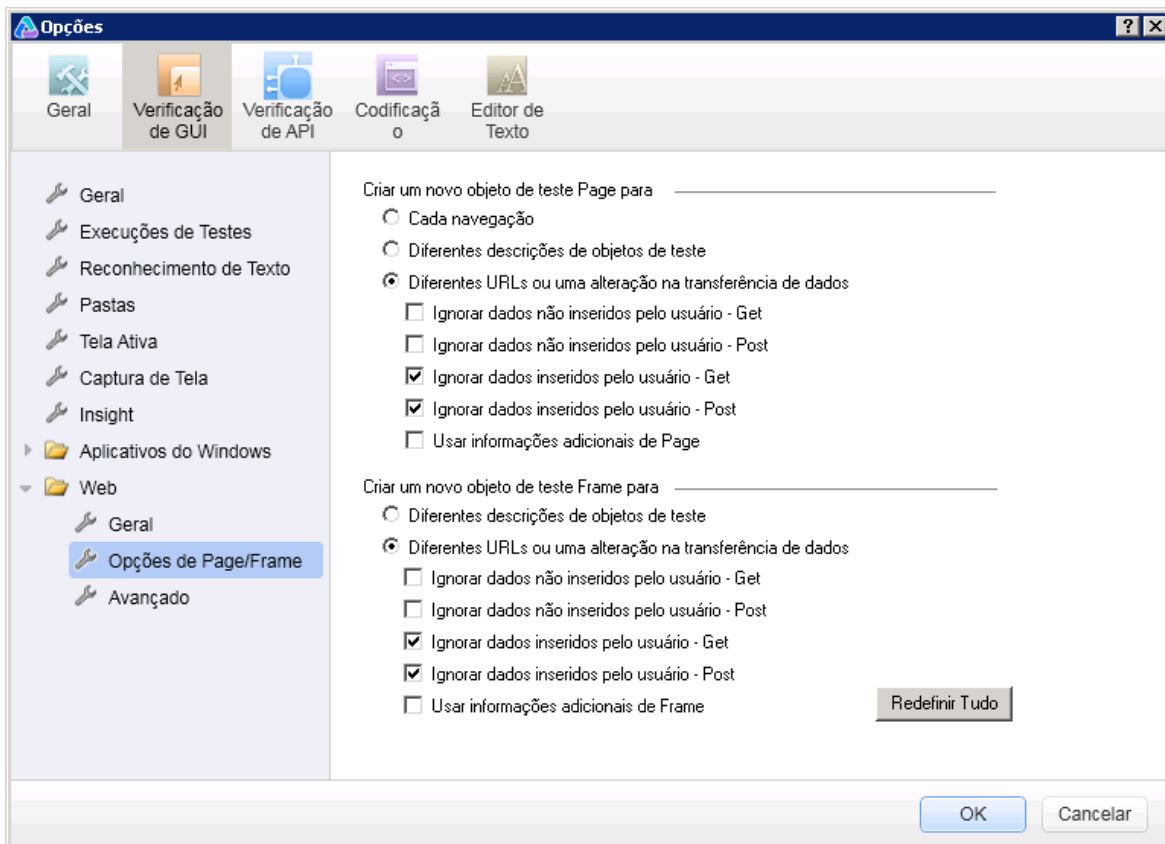 Opções
Geral
Verificação
de GUI
Verificação
de API
Codificaçã
o
Editor de
Texto
Geral
Execuções de Testes
Reconhecimento de Texto
Pastas
Tela Ativa
Captura de Tela
Insight
Aplicativos do Windows
Web
Geral
Opções de Page/Frame
Avançado
Criar um novo objeto de teste Page para
Cada navegação
Diferentes descrições de objetos de teste
Diferentes URLs ou uma alteração na transferência de dados
Ignorar dados não inseridos pelo usuário - Get
Ignorar dados não inseridos pelo usuário - Post
Ignorar dados inseridos pelo usuário - Get
Ignorar dados inseridos pelo usuário - Post
Usar informações adicionais de Page
Criar um novo objeto de teste Frame para
Diferentes descrições de objetos de teste
Diferentes URLs ou uma alteração na transferência de dados
Ignorar dados não inseridos pelo usuário - Get
Ignorar dados não inseridos pelo usuário - Post
Ignorar dados inseridos pelo usuário - Get
Ignorar dados inseridos pelo usuário - Post
Usar informações adicionais de Frame
Redefinir Tudo
OK
Cancelar